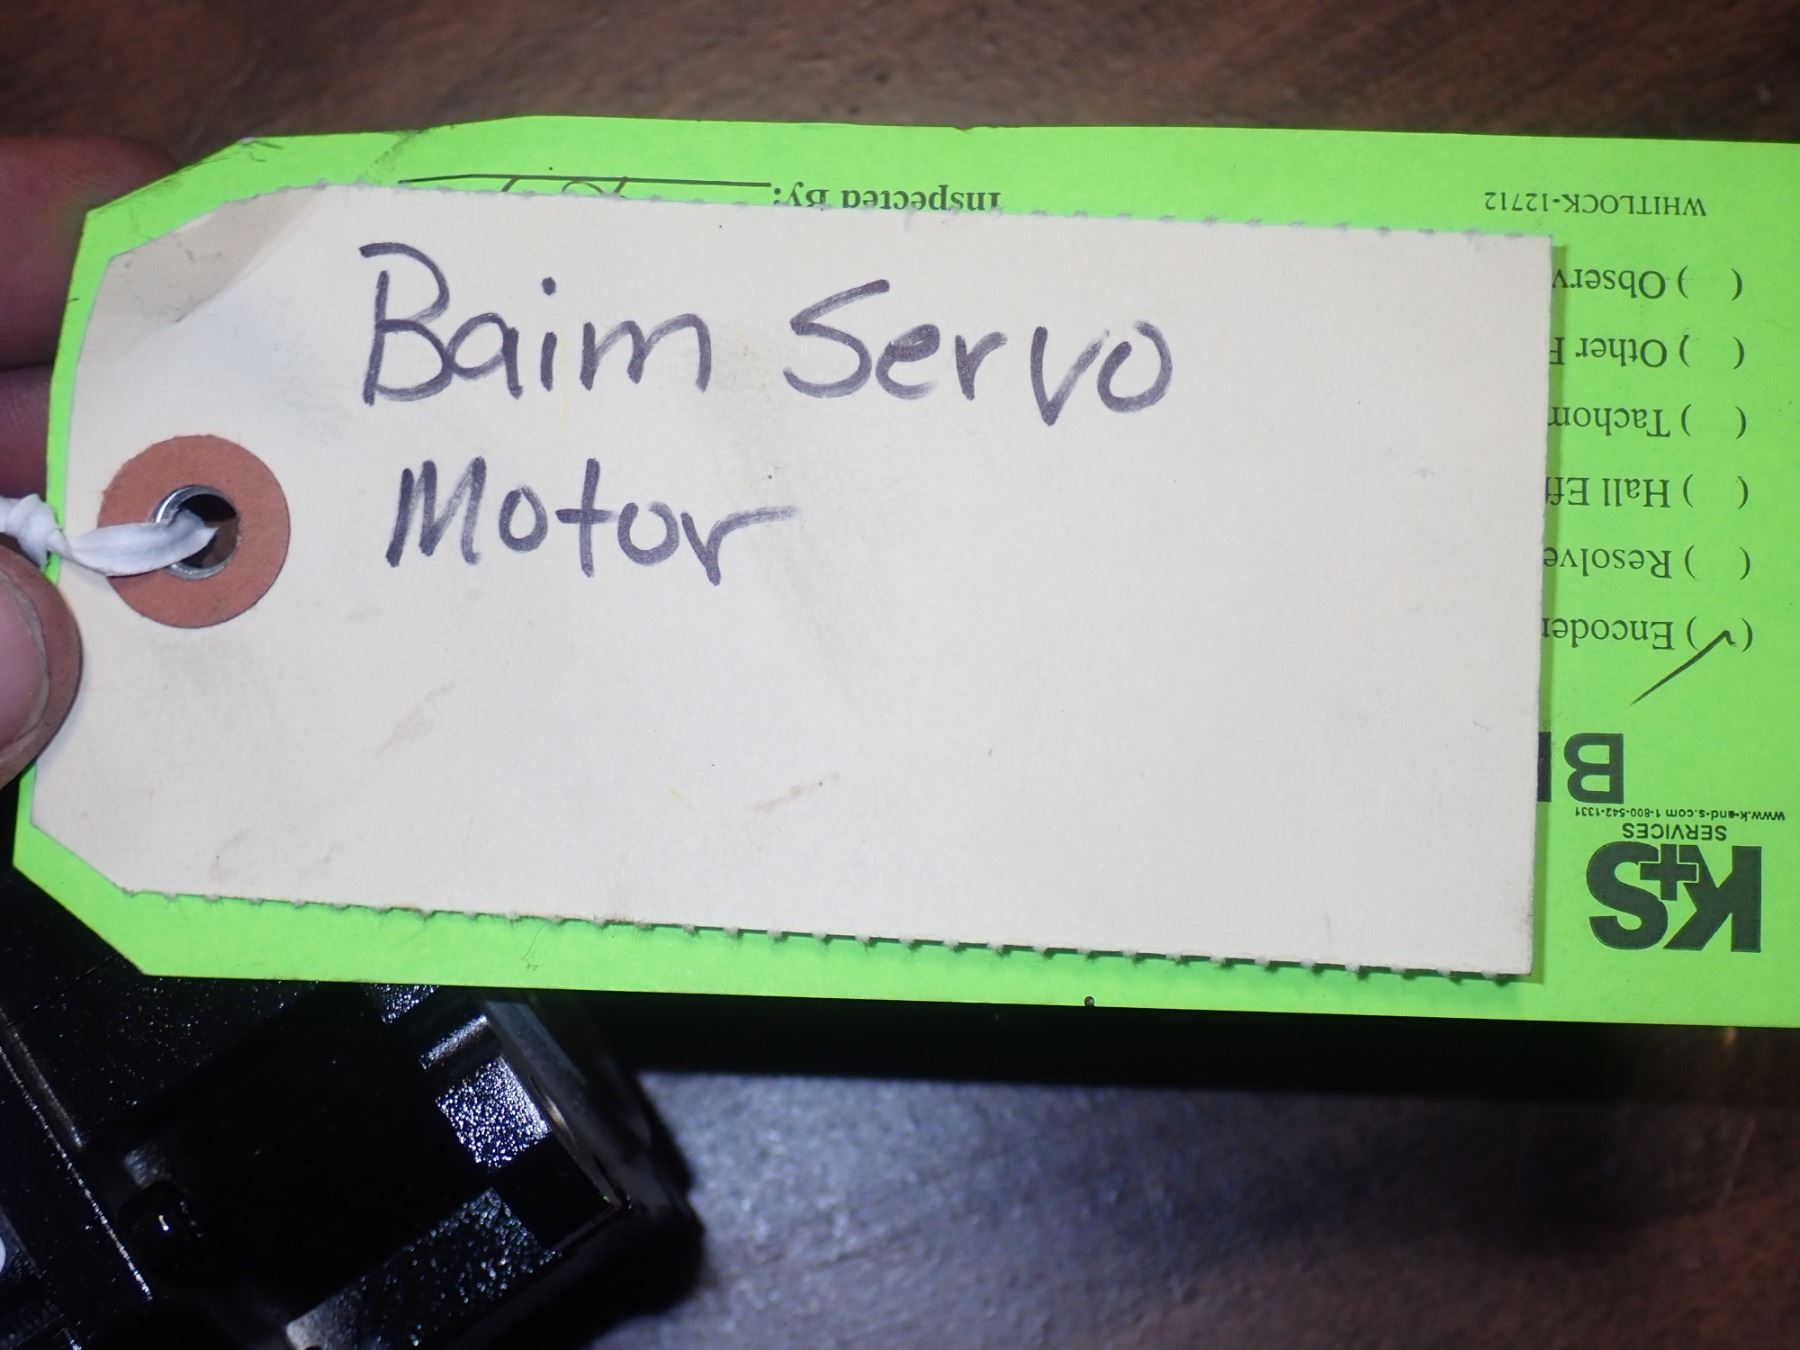 Baim Servo
Motor
Inspected By:
WHITLOCK-12712
( ) Observ
( ) Other F
( ) Tachom
( ) Hall Eff
( ) Resolve
(✓) Encoder
B
www.k-and-s.com 1-800-542-1331
SERVICES
K+S